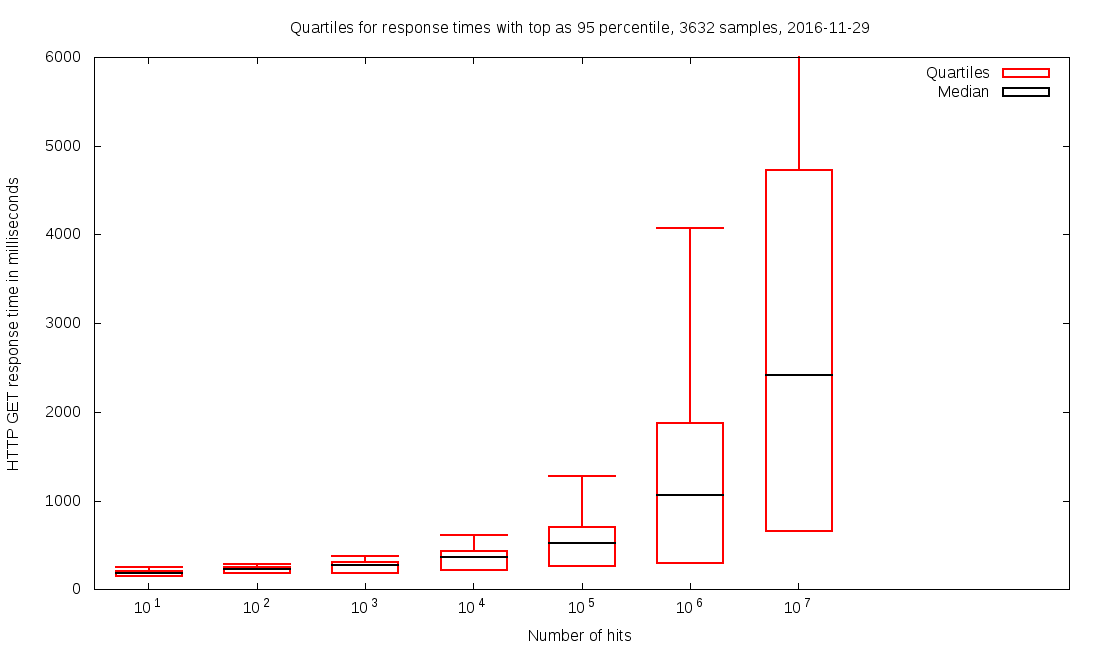 Quartiles for response times with top as 95 percentile, 3632 samples, 2016-11-29
Quartiles
Median
HTTP GET response time in milliseconds
6000
5000
4000
3000
2000
1000
0
10^1 10^2 10^3 10^4 10^5 10^6 10^7
Number of hits